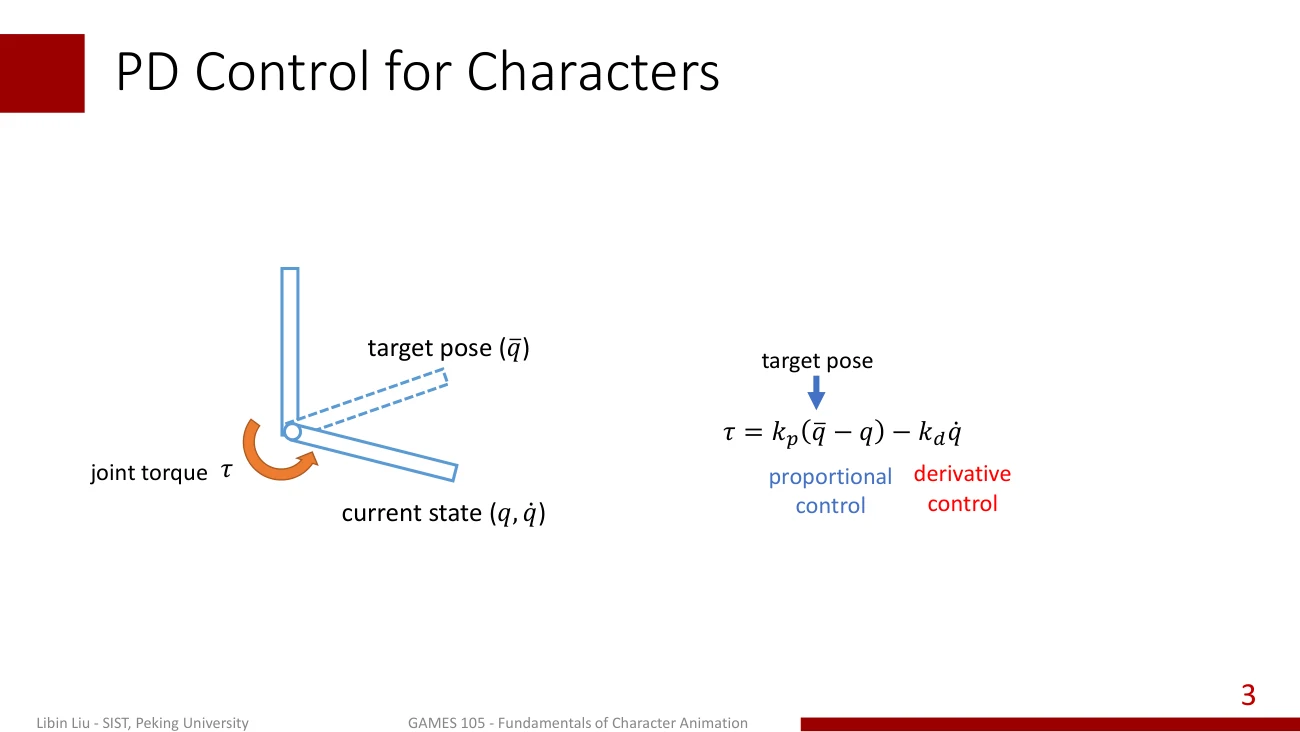 PD Control for Characters
target pose (q̅)
joint torque τ
current state (q, q̇)
target pose
τ = kₚ(q̅ − q) − k_d q̇
proportional
control
derivative
control
3
Libin Liu - SIST, Peking University
GAMES 105 - Fundamentals of Character Animation